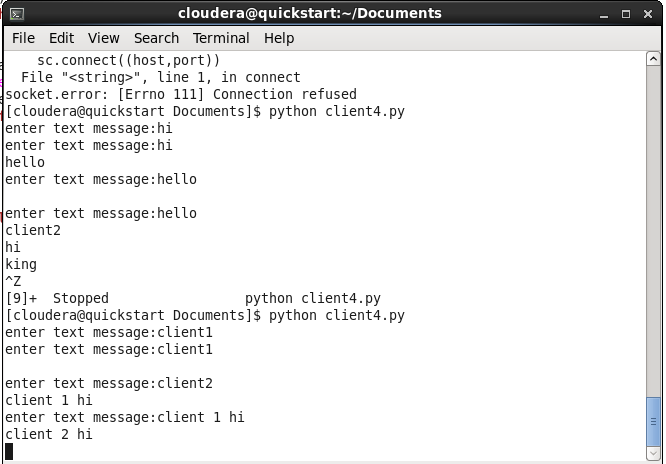 cloudera@quickstart:~/Documents
File Edit View Search Terminal Help
sc.connect((host,port))
File "<string>", line 1, in connect
socket.error: [Errno 111] Connection refused
[cloudera@quickstart Documents]$ python client4.py
enter text message:hi
enter text message:hi
hello
enter text message:hello
enter text message:hello
client2
hi
king
^Z
[9]+  Stopped                 python client4.py
[cloudera@quickstart Documents]$ python client4.py
enter text message:client1
enter text message:client1
enter text message:client2
client 1 hi
enter text message:client 1 hi
client 2 hi